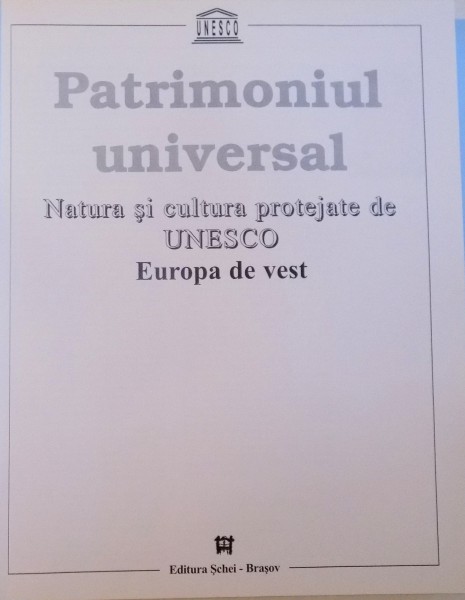 UNESCO
Patrimoniul
universal
Natura şi cultura protejate de
UNESCO
Europa de vest
Editura Şchei - Braşov